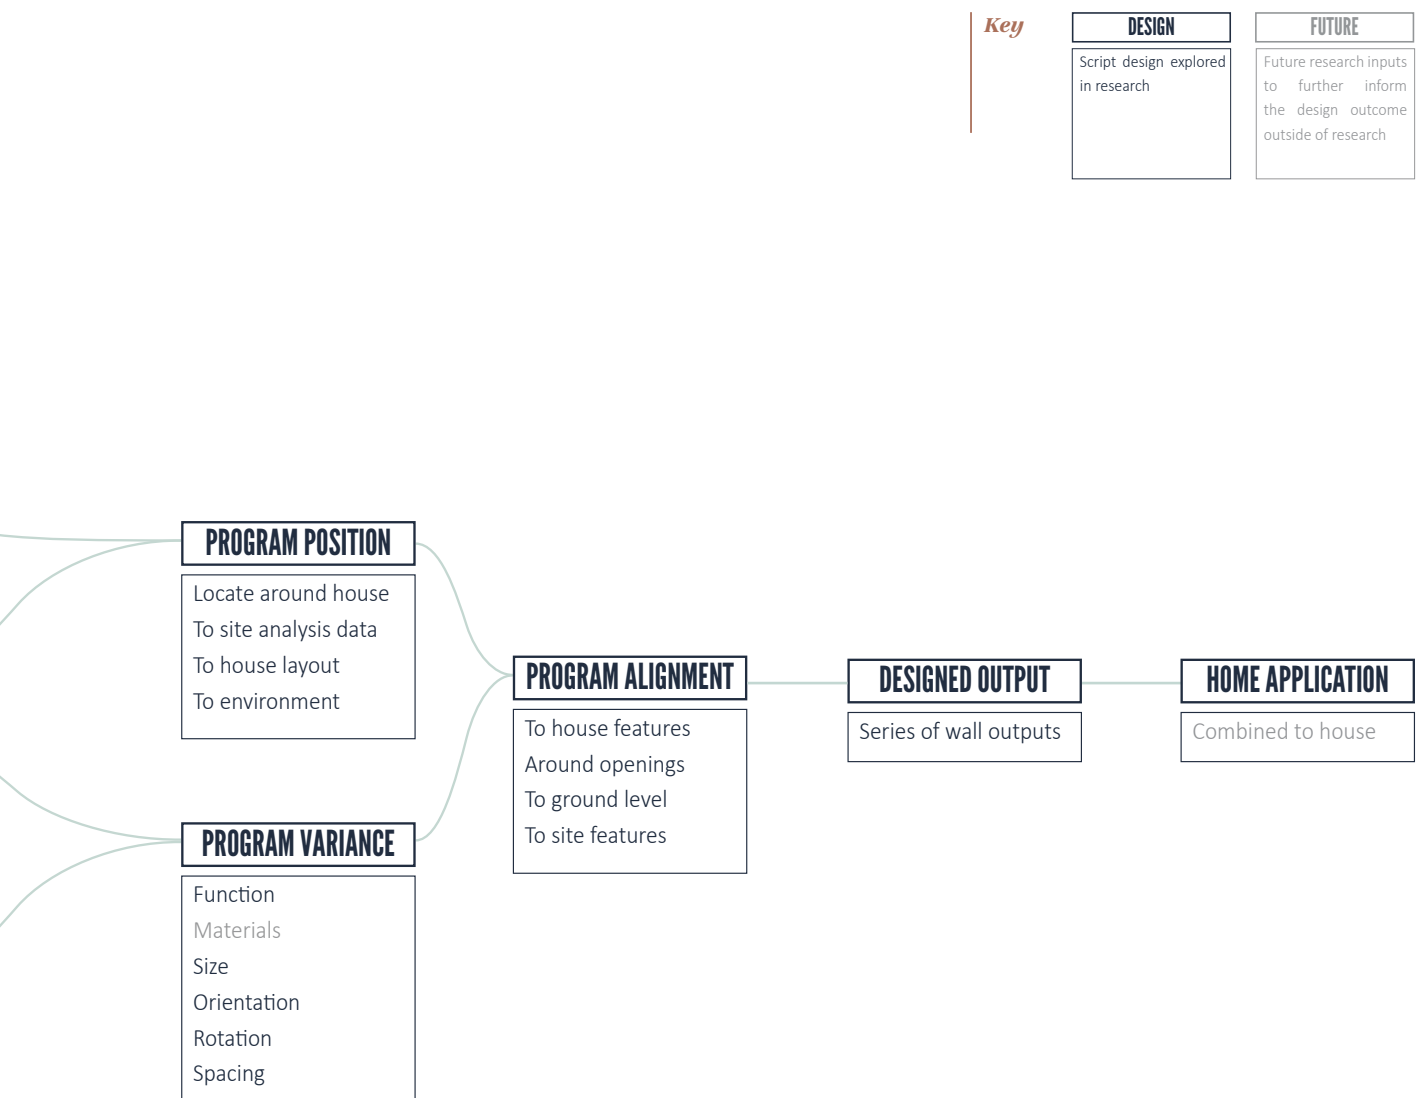 Key
DESIGN
Script design explored
in research
FUTURE
Future research inputs
to further inform
the design outcome
outside of research
PROGRAM POSITION
Locate around house
To site analysis data
To house layout
To environment
PROGRAM VARIANCE
Function
Materials
Size
Orientation
Rotation
Spacing
PROGRAM ALIGNMENT
To house features
Around openings
To ground level
To site features
DESIGNED OUTPUT
Series of wall outputs
HOME APPLICATION
Combined to house